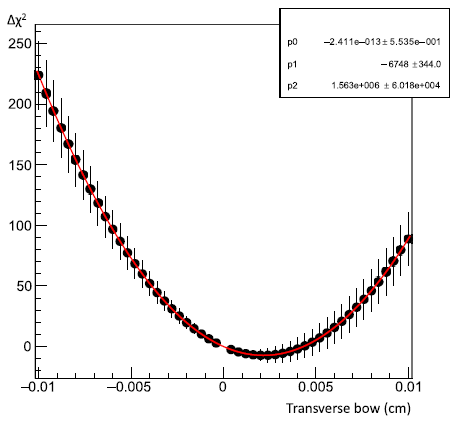 Δχ²
p0 −2.411e−013 ± 5.535e−001
p1 −6748 ± 344.0
p2 1.563e+006 ± 6.018e+004
250
200
150
100
50
0
−0.01 −0.005 0 0.005 0.01
Transverse bow (cm)